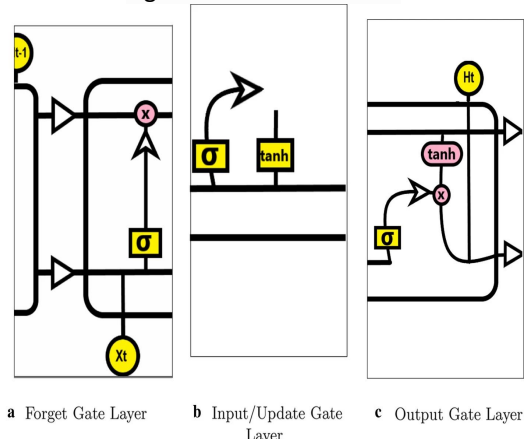 t-1
x
σ
Xt
σ
tanh
Ht
tanh
x
σ
a Forget Gate Layer
b Input/Update Gate
Layer
c Output Gate Layer